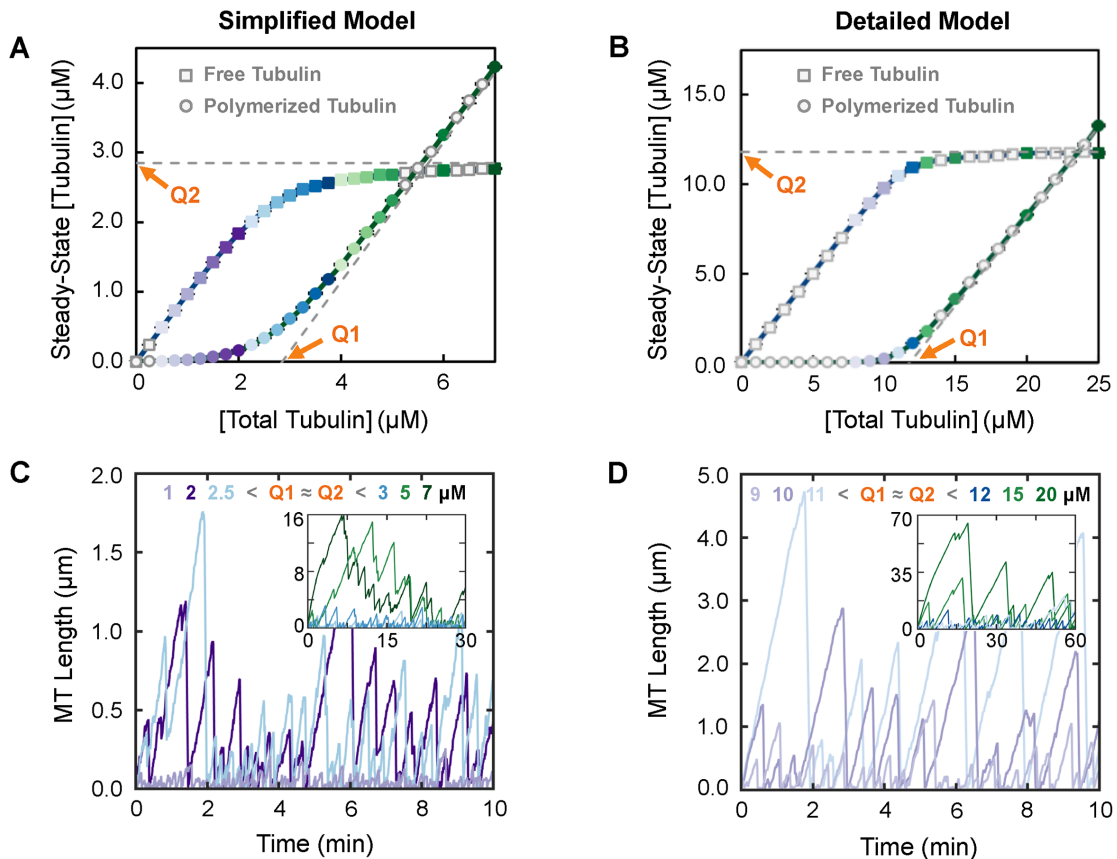 Simplified Model
Detailed Model
A
Steady-State [Tubulin] (µM)
4.0
3.0
2.0
1.0
0.0
Free Tubulin
Polymerized Tubulin
Q2
Q1
0 2 4 6
[Total Tubulin] (µM)
B
Steady-State [Tubulin] (µM)
15.0
10.0
5.0
0.0
Free Tubulin
Polymerized Tubulin
Q2
Q1
0 5 10 15 20 25
[Total Tubulin] (µM)
C
MT Length (µm)
2.0
1.5
1.0
0.5
0.0
1 2 2.5 < Q1 ≈ Q2 < 3 5 7 µM
16
8
0
0 15 30
0 2 4 6 8 10
Time (min)
D
MT Length (µm)
5.0
4.0
3.0
2.0
1.0
0.0
9 10 11 < Q1 ≈ Q2 < 12 15 20 µM
70
35
0
0 30 60
0 2 4 6 8 10
Time (min)